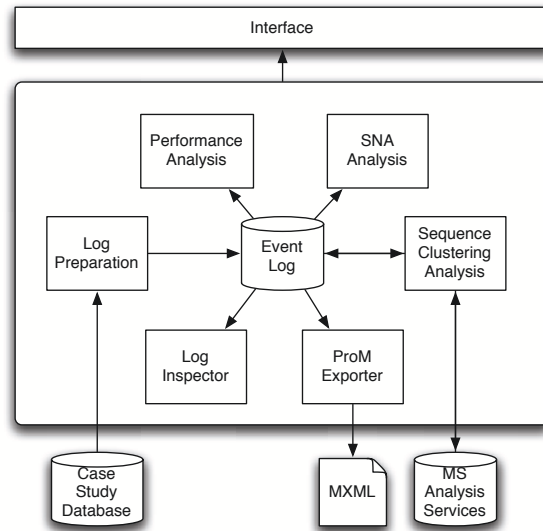 Interface
Performance
Analysis
SNA
Analysis
Log
Preparation
Event
Log
Sequence
Clustering
Analysis
Log
Inspector
ProM
Exporter
Case
Study
Database
MXML
MS
Analysis
Services